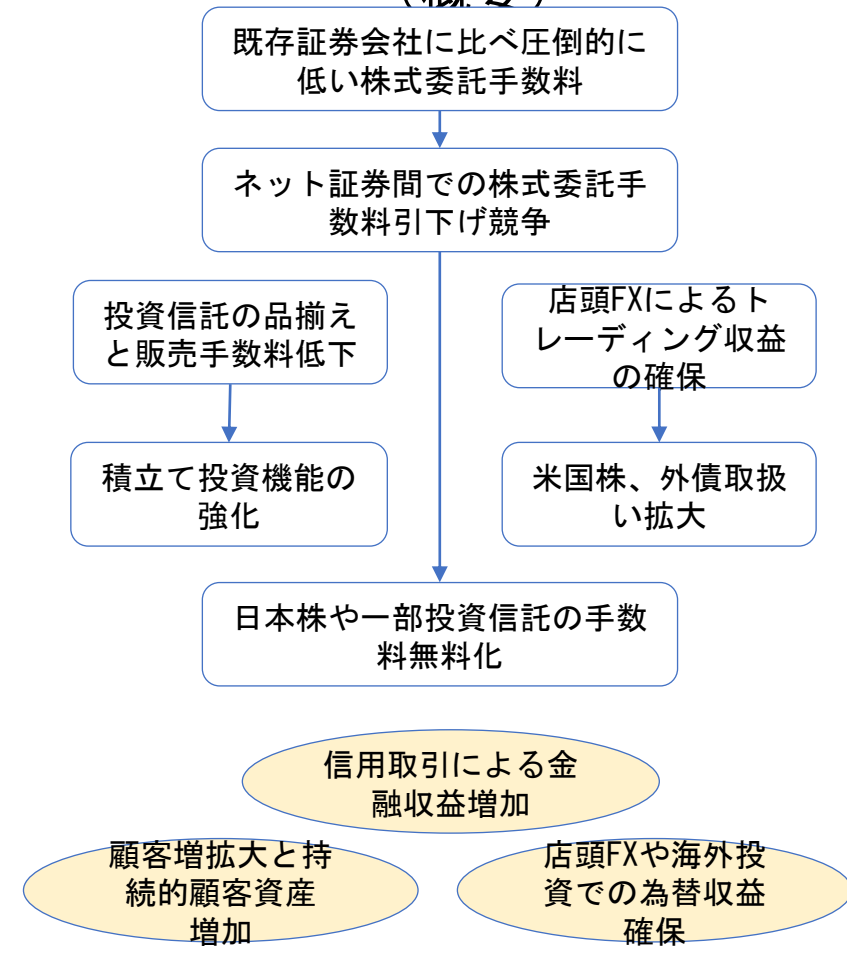 既存証券会社に比べ圧倒的に
低い株式委託手数料
ネット証券間での株式委託手
数料引下げ競争
投資信託の品揃え
と販売手数料低下
店頭FXによるト
レーディング収益
の確保
積立て投資機能の
強化
米国株、外債取扱
い拡大
日本株や一部投資信託の手数
料無料化
信用取引による金
融収益増加
顧客増拡大と持
続的顧客資産
増加
店頭FXや海外投
資での為替収益
確保